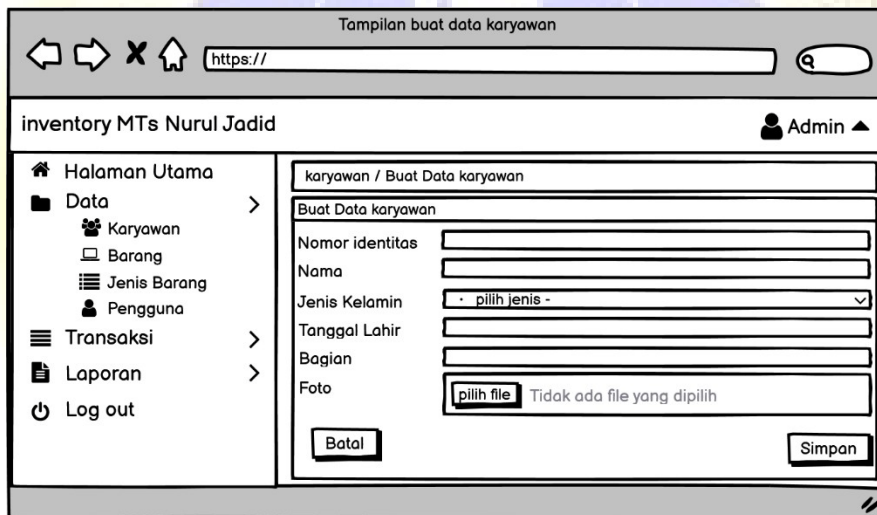 Tampilan buat data karyawan
https://
inventory MTs Nurul Jadid
Admin
Halaman Utama
Data
Karyawan
Barang
Jenis Barang
Pengguna
Transaksi
Laporan
Log out
karyawan / Buat Data karyawan
Buat Data karyawan
Nomor identitas
Nama
Jenis Kelamin · pilih jenis -
Tanggal Lahir
Bagian
Foto pilih file Tidak ada file yang dipilih
Batal Simpan